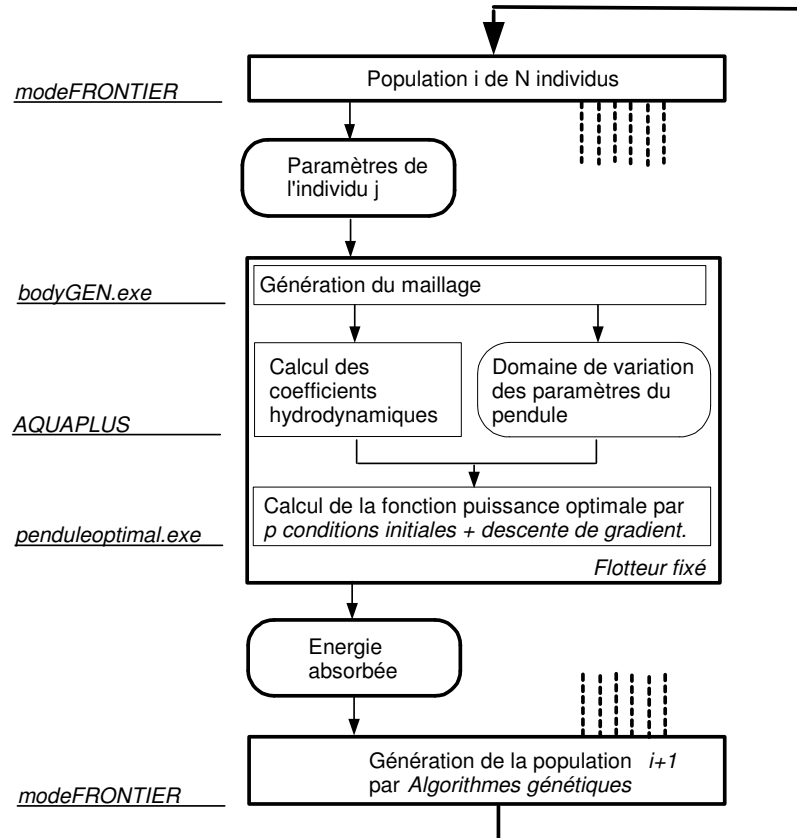 Population i de N individus
modeFRONTIER
Paramètres de
l'individu j
bodyGEN.exe
Génération du maillage
Calcul des
coefficients
hydrodynamiques
Domaine de variation
des paramètres du
pendule
AQUAPLUS
Calcul de la fonction puissance optimale par
p conditions initiales + descente de gradient.
penduleoptimal.exe
Flotteur fixé
Energie
absorbée
Génération de la population i+1
par Algorithmes génétiques
modeFRONTIER